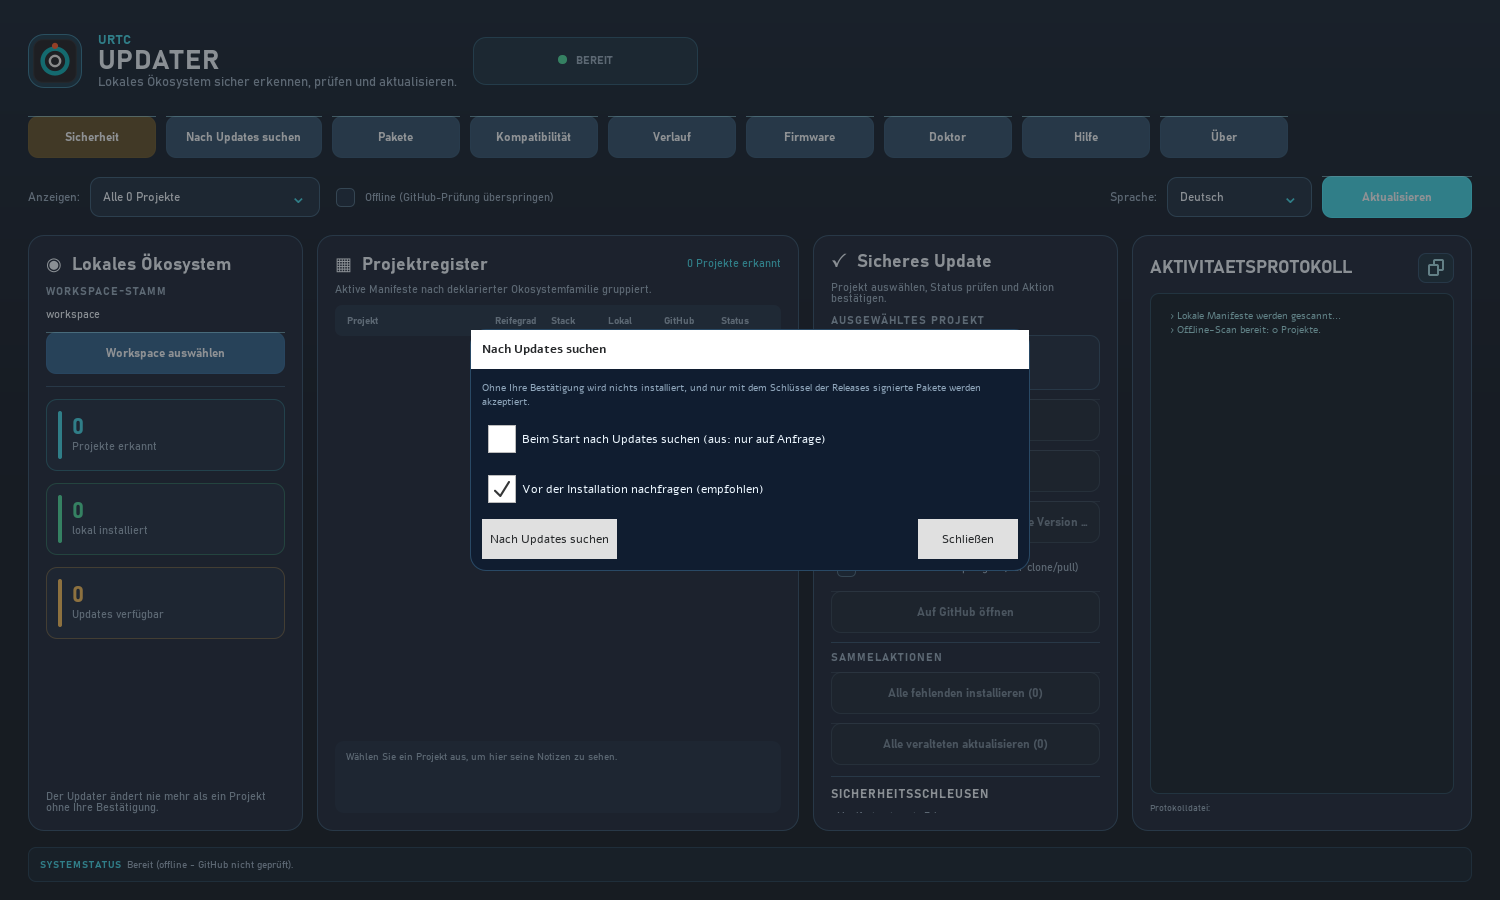 URTC
UPDATER
Lokales Ökosystem sicher erkennen, prüfen und aktualisieren.
BEREIT
Sicherheit
Nach Updates suchen
Pakete
Kompatibilität
Verlauf
Firmware
Doktor
Hilfe
Über
Anzeigen:
Alle 0 Projekte
Offline (GitHub-Prüfung überspringen)
Sprache:
Deutsch
Aktualisieren
Lokales Ökosystem
WORKSPACE-STAMM
workspace
Workspace auswählen
0
Projekte erkannt
0
lokal installiert
0
Updates verfügbar
Der Updater ändert nie mehr als ein Projekt
ohne Ihre Bestätigung.
Projektregister
0 Projekte erkannt
Aktive Manifeste nach deklarierter Ökosystemfamilie gruppiert.
Projekt Reifegrad Stack Lokal GitHub Status
Wählen Sie ein Projekt aus, um hier seine Notizen zu sehen.
Nach Updates suchen
Ohne Ihre Bestätigung wird nichts installiert, und nur mit dem Schlüssel der Releases signierte Pakete werden
akzeptiert.
Beim Start nach Updates suchen (aus: nur auf Anfrage)
Vor der Installation nachfragen (empfohlen)
Nach Updates suchen
Schließen
Sicheres Update
Projekt auswählen, Status prüfen und Aktion
bestätigen.
AUSGEWÄHLTES PROJEKT
Version ...
clone/pull)
Auf GitHub öffnen
SAMMELAKTIONEN
Alle fehlenden installieren (0)
Alle veralteten aktualisieren (0)
SICHERHEITSSCHLEUSEN
AKTIVITAETSPROTOKOLL
› Lokale Manifeste werden gescannt...
› Offline-Scan bereit: 0 Projekte.
Protokolldatei:
SYSTEMSTATUS Bereit (offline - GitHub nicht geprüft).